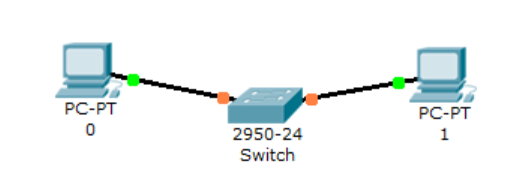 PC-PT
0
2950-24
Switch
PC-PT
1